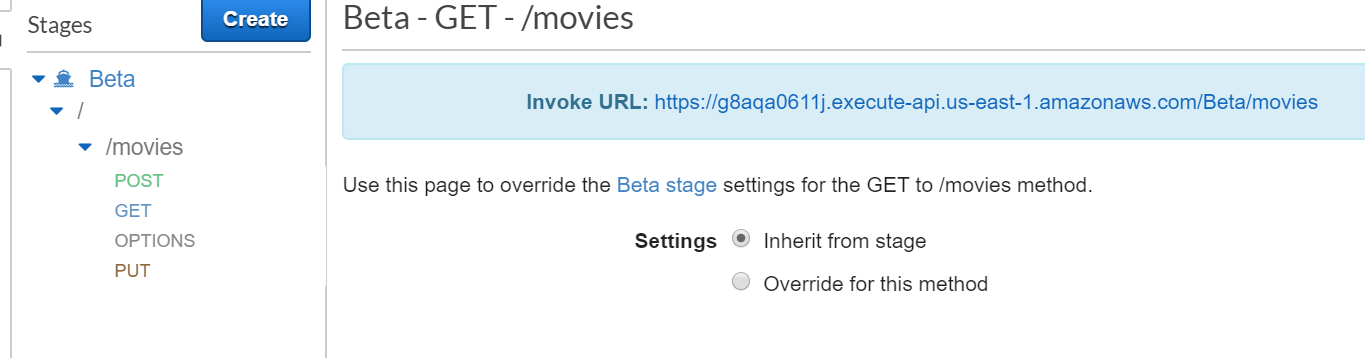 Stages
Create
Beta
/
/movies
POST
GET
OPTIONS
PUT
Beta - GET - /movies
Invoke URL: https://g8aqa0611j.execute-api.us-east-1.amazonaws.com/Beta/movies
Use this page to override the Beta stage settings for the GET to /movies method.
Settings Inherit from stage
Override for this method